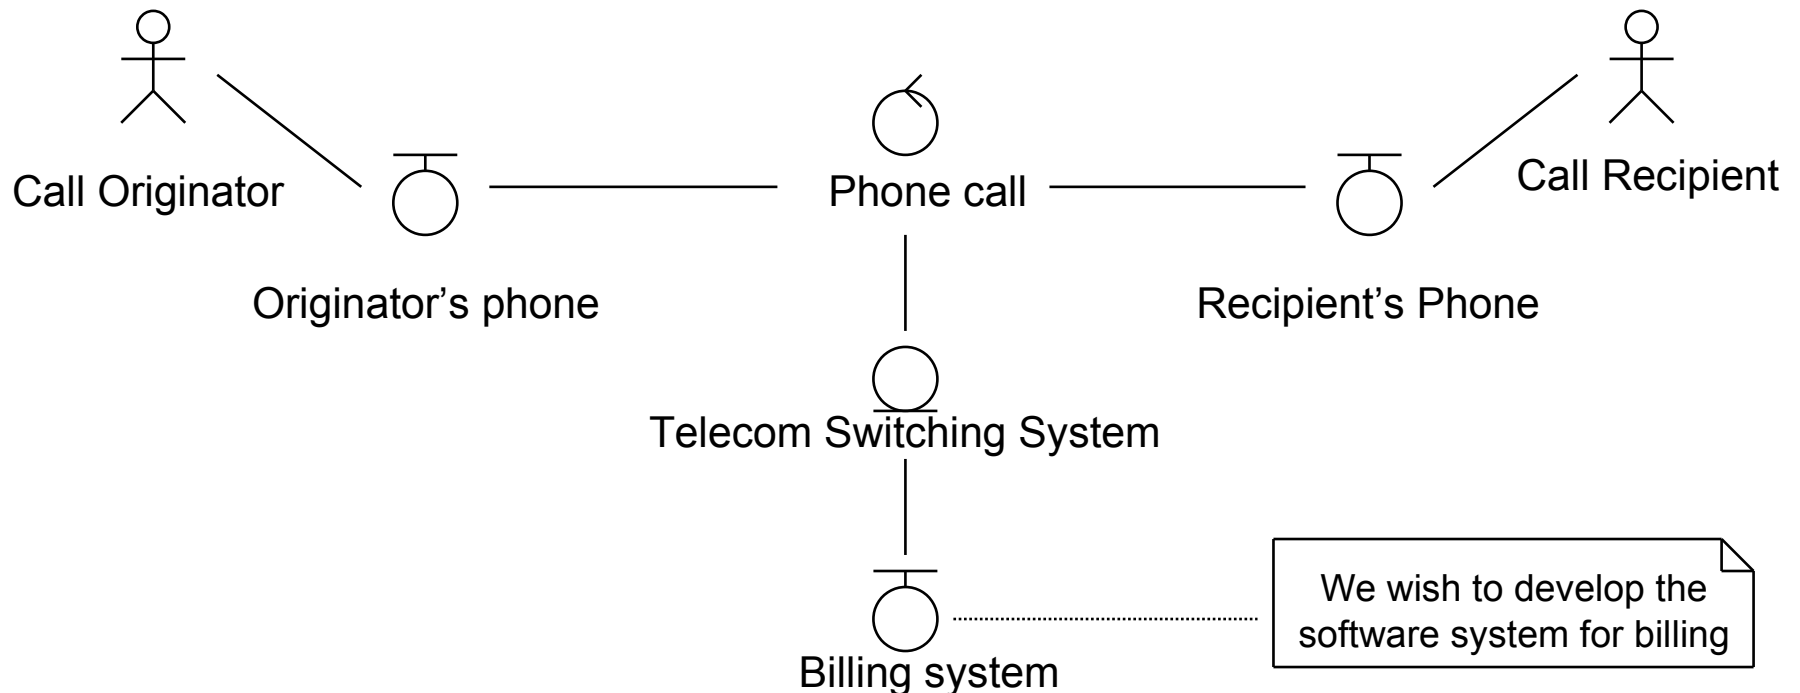 Call Originator
Phone call
Call Recipient
Originator’s phone
Recipient’s Phone
Telecom Switching System
We wish to develop the
software system for billing
Billing system